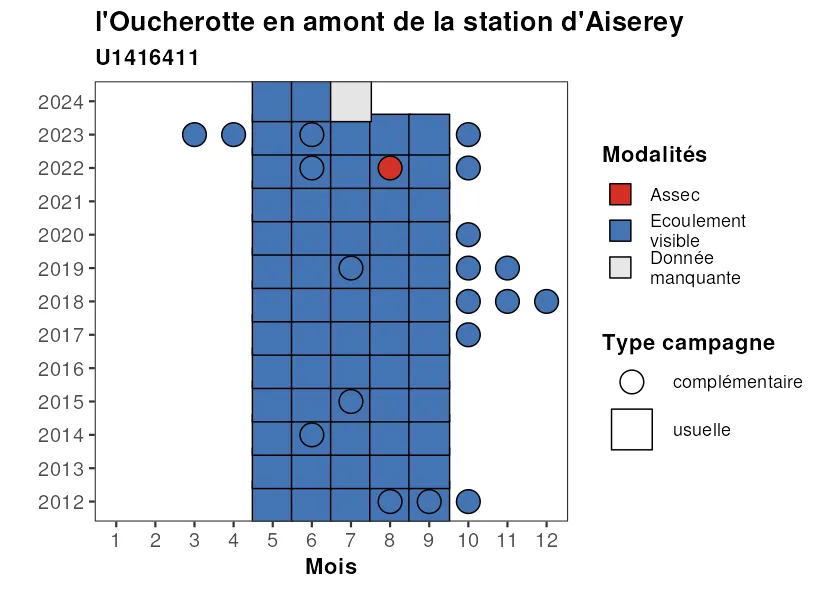 l'Oucherotte en amont de la station d'Aiserey
U1416411
2024
2023
2022
2021
2020
2019
2018
2017
2016
2015
2014
2013
2012
1 2 3 4 5 6 7 8 9 10 11 12
Mois
Modalités
Assec
Ecoulement
visible
Donnée
manquante
Type campagne
complémentaire
usuelle